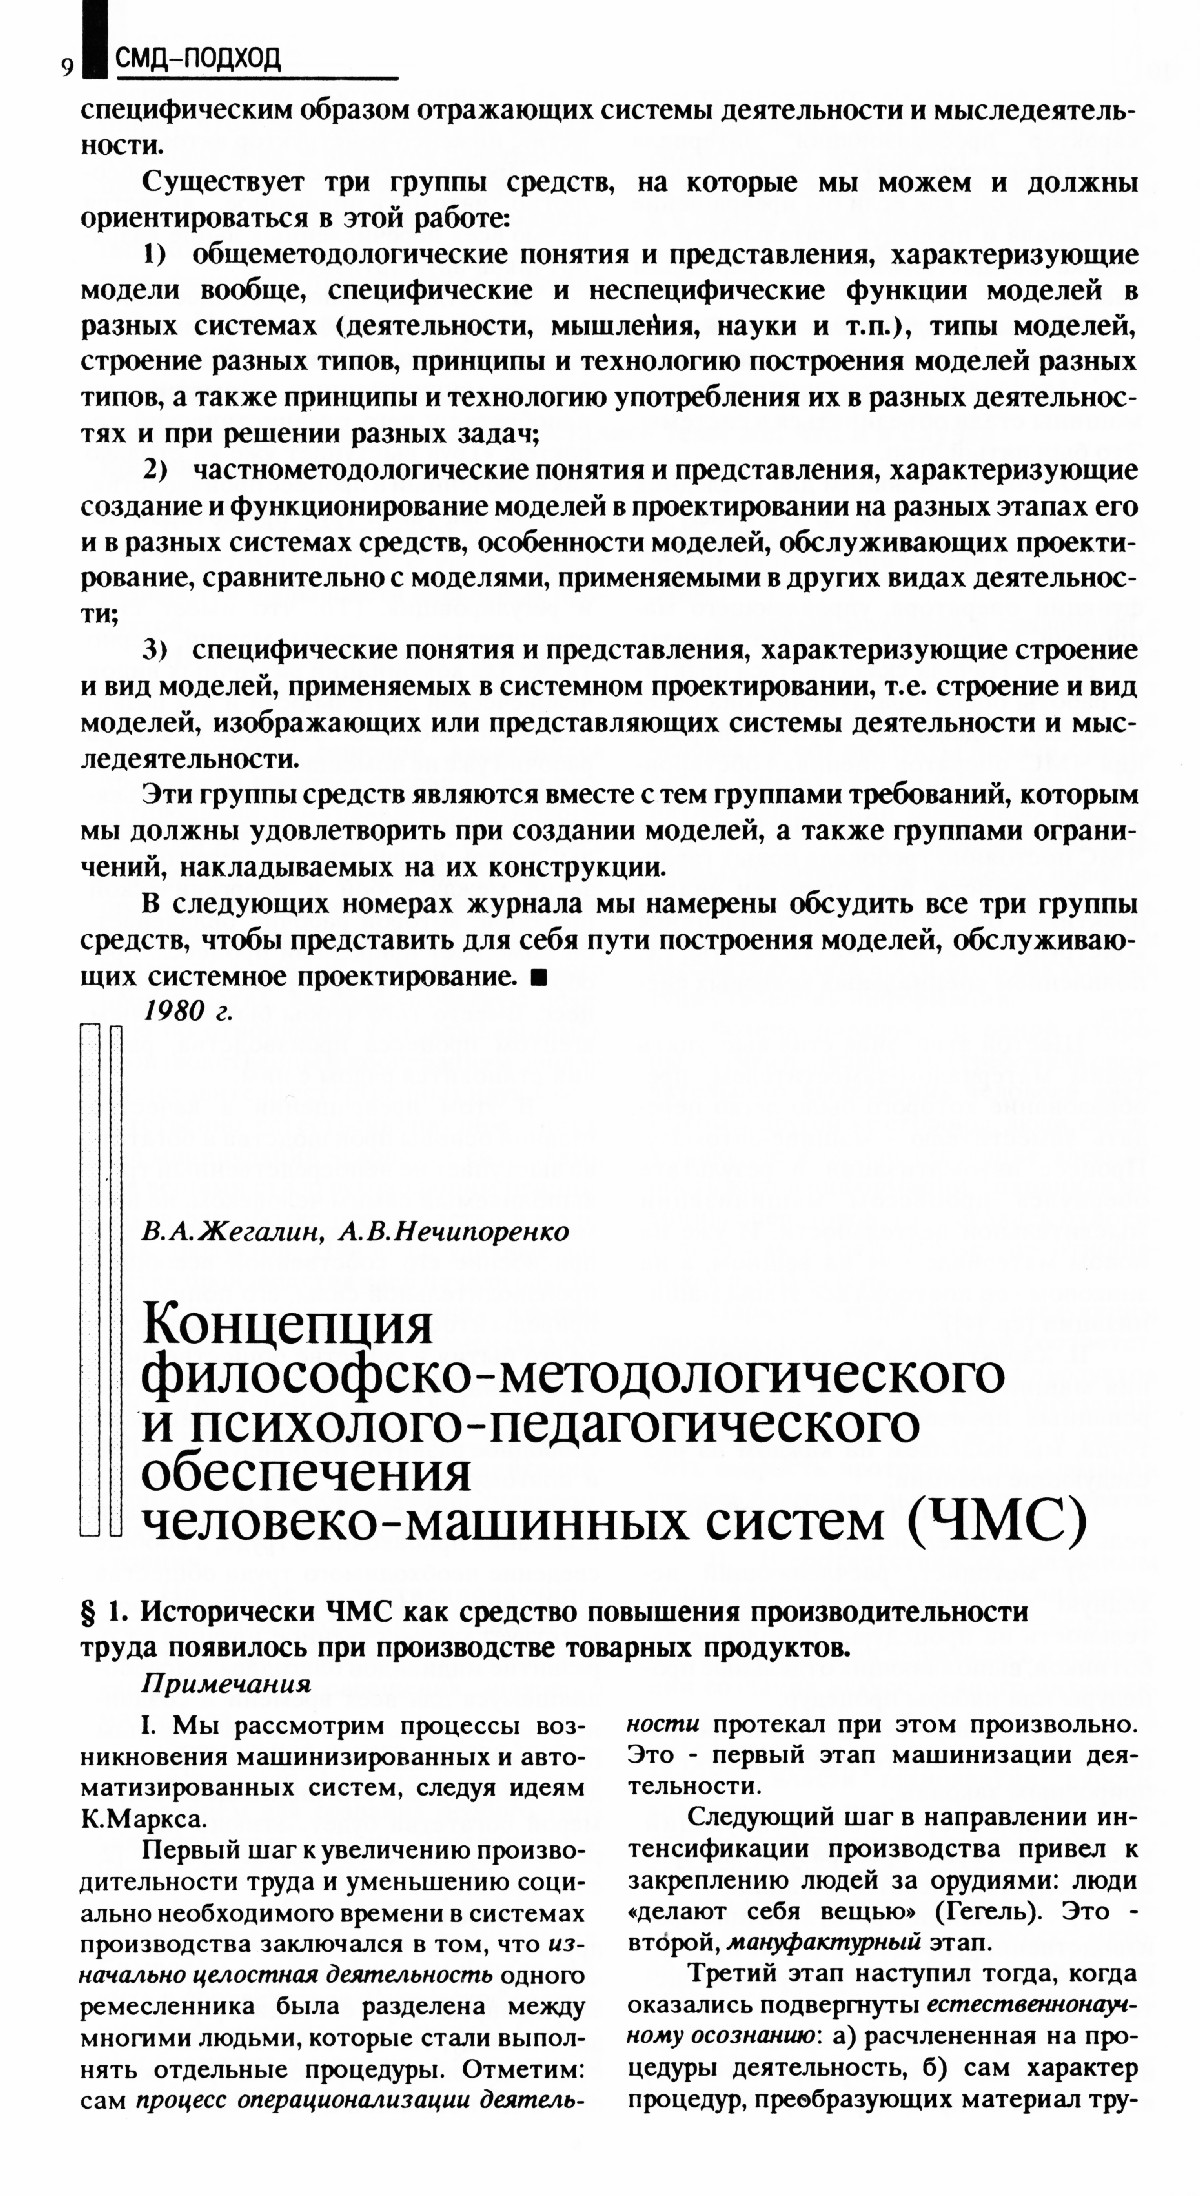 9 СМД-ПОДХОД
специфическим образом отражающих системы деятельности и мыследеятель-
ности.
Существует три группы средств, на которые мы можем и должны
ориентироваться в этой работе:
1) общеметодологические понятия и представления, характеризующие
модели вообще, специфические и неспецифические функции моделей в
разных системах (деятельности, мышления, науки и т.п.), типы моделей,
строение разных типов, принципы и технологию построения моделей разных
типов, а также принципы и технологию употребления их в разных деятельнос-
тях и при решении разных задач;
2) частнометодологические понятия и представления, характеризующие
создание и функционирование моделей в проектировании на разных этапах его
и в разных системах средств, особенности моделей, обслуживающих проекти-
рование, сравнительно с моделями, применяемыми в других видах деятельнос-
ти;
3) специфические понятия и представления, характеризующие строение
и вид моделей, применяемых в системном проектировании, т.е. строение и вид
моделей, изображающих или представляющих системы деятельности и мыс-
ледеятельности.
Эти группы средств являются вместе с тем группами требований, которым
мы должны удовлетворить при создании моделей, а также группами ограни-
чений, накладываемых на их конструкции.
В следующих номерах журнала мы намерены обсудить все три группы
средств, чтобы представить для себя пути построения моделей, обслуживаю-
щих системное проектирование. ■
1980 г.
В.А.Жегалин, А.В.Нечипоренко
Концепция
философско-методологического
и психолого-педагогического
обеспечения
человеко-машинных систем (ЧМС)
§ 1. Исторически ЧМС как средство повышения производительности
труда появилось при производстве товарных продуктов.
Примечания
I. Мы рассмотрим процессы воз-
никновения машинизированных и авто-
матизированных систем, следуя идеям
К.Маркса.
Первый шаг к увеличению произво-
дительности труда и уменьшению соци-
ально необходимого времени в системах
производства заключался в том, что из-
начально целостная деятельность одного
ремесленника была разделена между
многими людьми, которые стали выпол-
нять отдельные процедуры. Отметим:
сам процесс операционализации деятель-
ности протекал при этом произвольно.
Это - первый этап машинизации дея-
тельности.
Следующий шаг в направлении ин-
тенсификации производства привел к
закреплению людей за орудиями: люди
«делают себя вещью» (Гегель). Это -
второй, мануфактурный этап.
Третий этап наступил тогда, когда
оказались подвергнуты естественнонауч-
ному осознанию: а) расчлененная на про-
цедуры деятельность, б) сам характер
процедур, преобразующих материал тру-